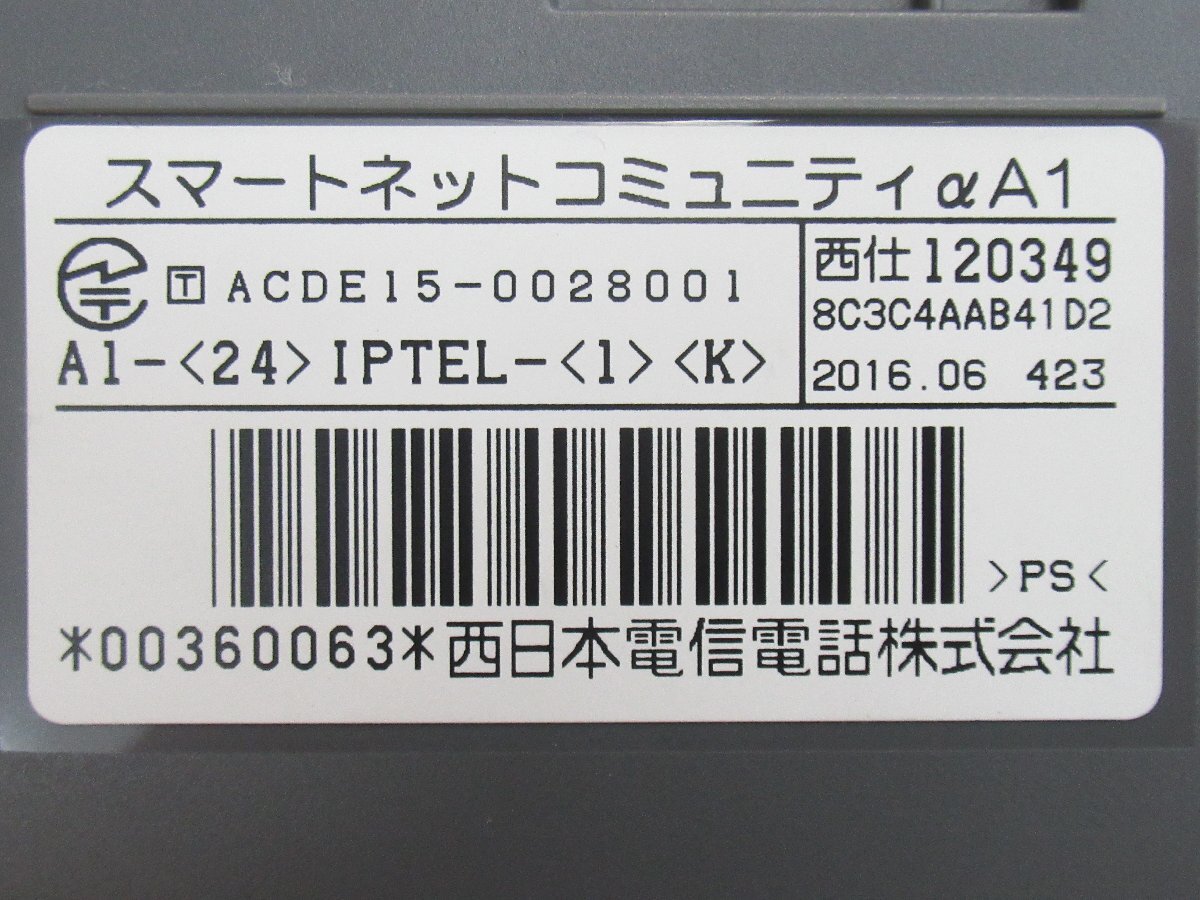 スマートネットコミュニティαA1
T ACDE15-0028001
A1-<24>IPTEL-<1><K>
西仕120349
8C3C4AAB41D2
2016.06 423
>PS<
*00360063*西日本電信電話株式会社